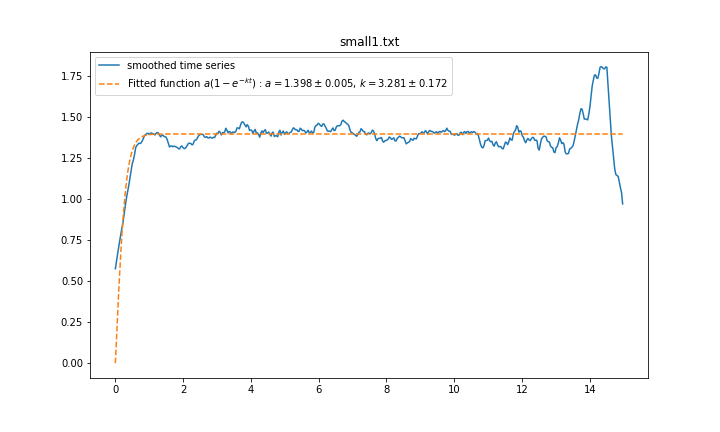 small1.txt
smoothed time series
Fitted function a(1 − e^{−kt}) : a = 1.398 ± 0.005, k = 3.281 ± 0.172
1.75
1.50
1.25
1.00
0.75
0.50
0.25
0.00
0 2 4 6 8 10 12 14